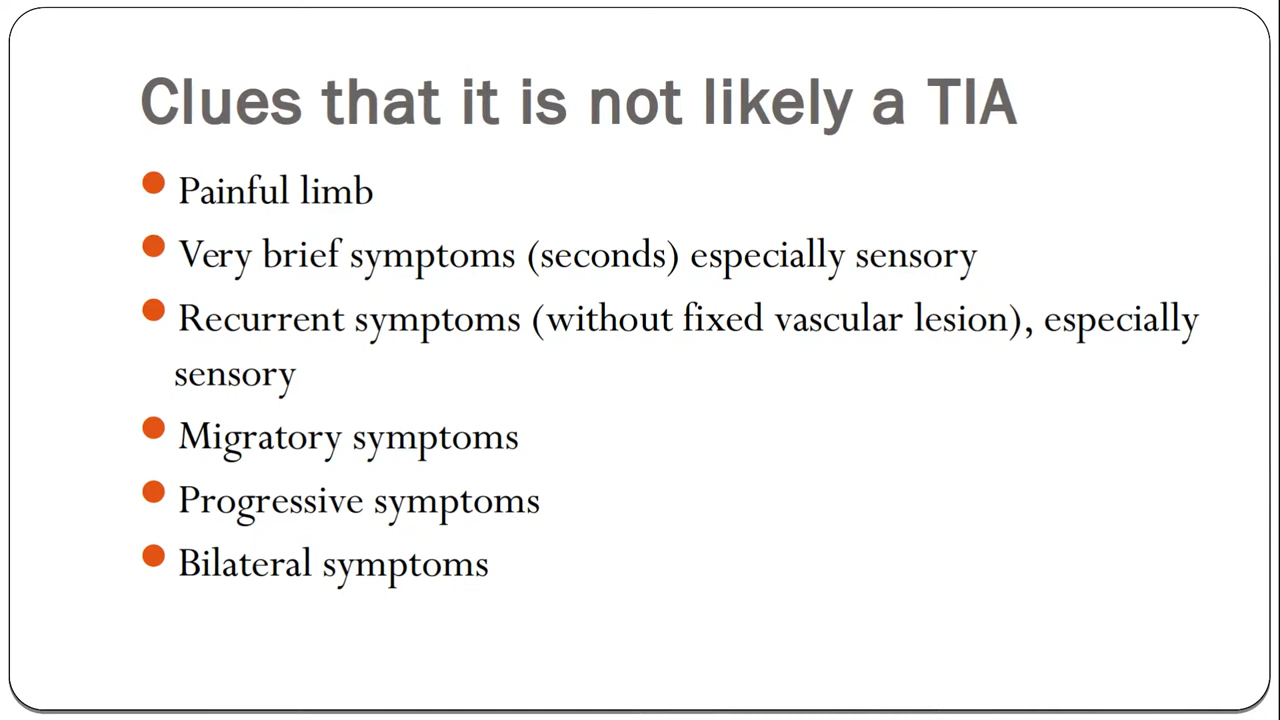 Clues that it is not likely a TIA
Painful limb
Very brief symptoms (seconds) especially sensory
Recurrent symptoms (without fixed vascular lesion), especially
sensory
Migratory symptoms
Progressive symptoms
Bilateral symptoms